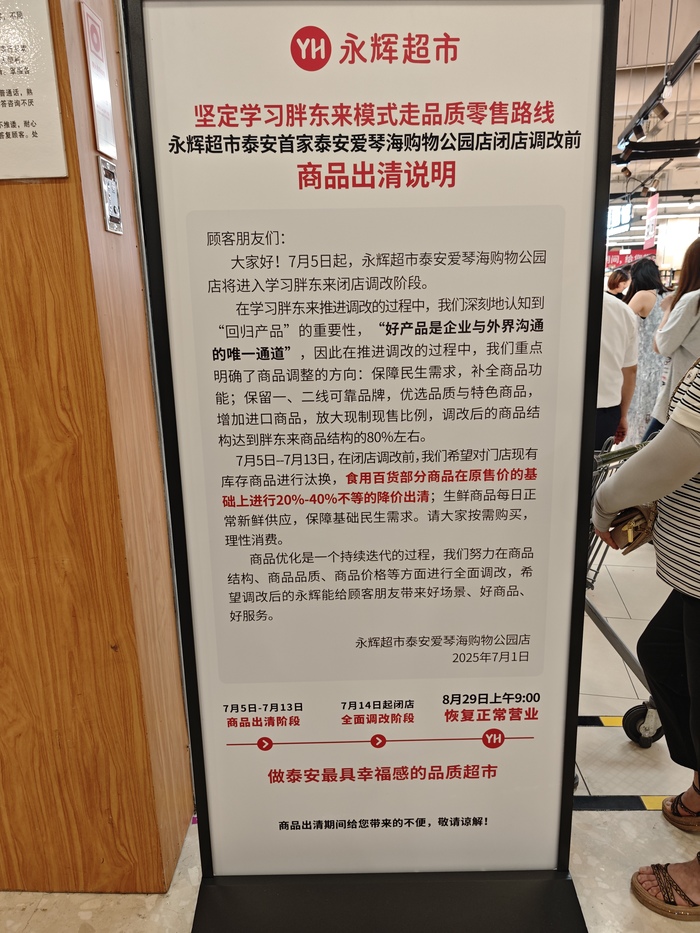 YH 永辉超市
坚定学习胖东来模式走品质零售路线
永辉超市泰安首家泰安爱琴海购物公园店闭店调改前
商品出清说明
顾客朋友们：
大家好！7月5日起，永辉超市泰安爱琴海购物公园
店将进入学习胖东来闭店调改阶段。
在学习胖东来推进调改的过程中，我们深刻地认知到
“回归产品”的重要性，“好产品是企业与外界沟通
的唯一通道”，因此在推进调改的过程中，我们重点
明确了商品调整的方向：保障民生需求，补全商品功
能；保留一、二线可靠品牌，优选品质与特色商品，
增加进口商品，放大现制现售比例，调改后的商品结
构达到胖东来商品结构的80%左右。
7月5日–7月13日，在闭店调改前，我们希望对门店现有
库存商品进行汰换，食用百货部分商品在原售价的基
础上进行20%-40%不等的降价出清；生鲜商品每日正
常新鲜供应，保障基础民生需求。请大家按需购买，
理性消费。
商品优化是一个持续迭代的过程，我们努力在商品
结构、商品品质、商品价格等方面进行全面调改，希
望调改后的永辉能给顾客朋友带来好场景、好商品、
好服务。
永辉超市泰安爱琴海购物公园店
2025年7月1日
7月5日-7月13日
商品出清阶段
7月14日起闭店
全面调改阶段
8月29日上午9:00
恢复正常营业
YH
做泰安最具幸福感的品质超市
商品出清期间给您带来的不便，敬请谅解！